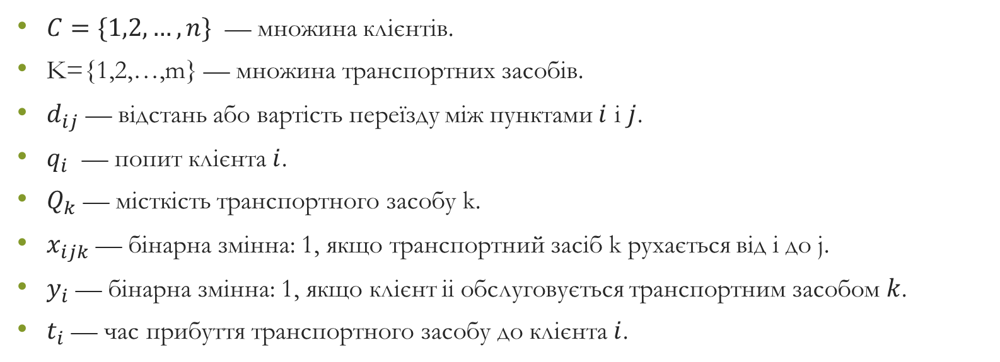 • C = {1,2, … , n} — множина клієнтів.
• K={1,2,…,m} — множина транспортних засобів.
• d_{ij} — відстань або вартість переїзду між пунктами i і j.
• q_i — попит клієнта i.
• Q_k — місткість транспортного засобу k.
• x_{ijk} — бінарна змінна: 1, якщо транспортний засіб k рухається від i до j.
• y_i — бінарна змінна: 1, якщо клієнт ii обслуговується транспортним засобом k.
• t_i — час прибуття транспортного засобу до клієнта i.